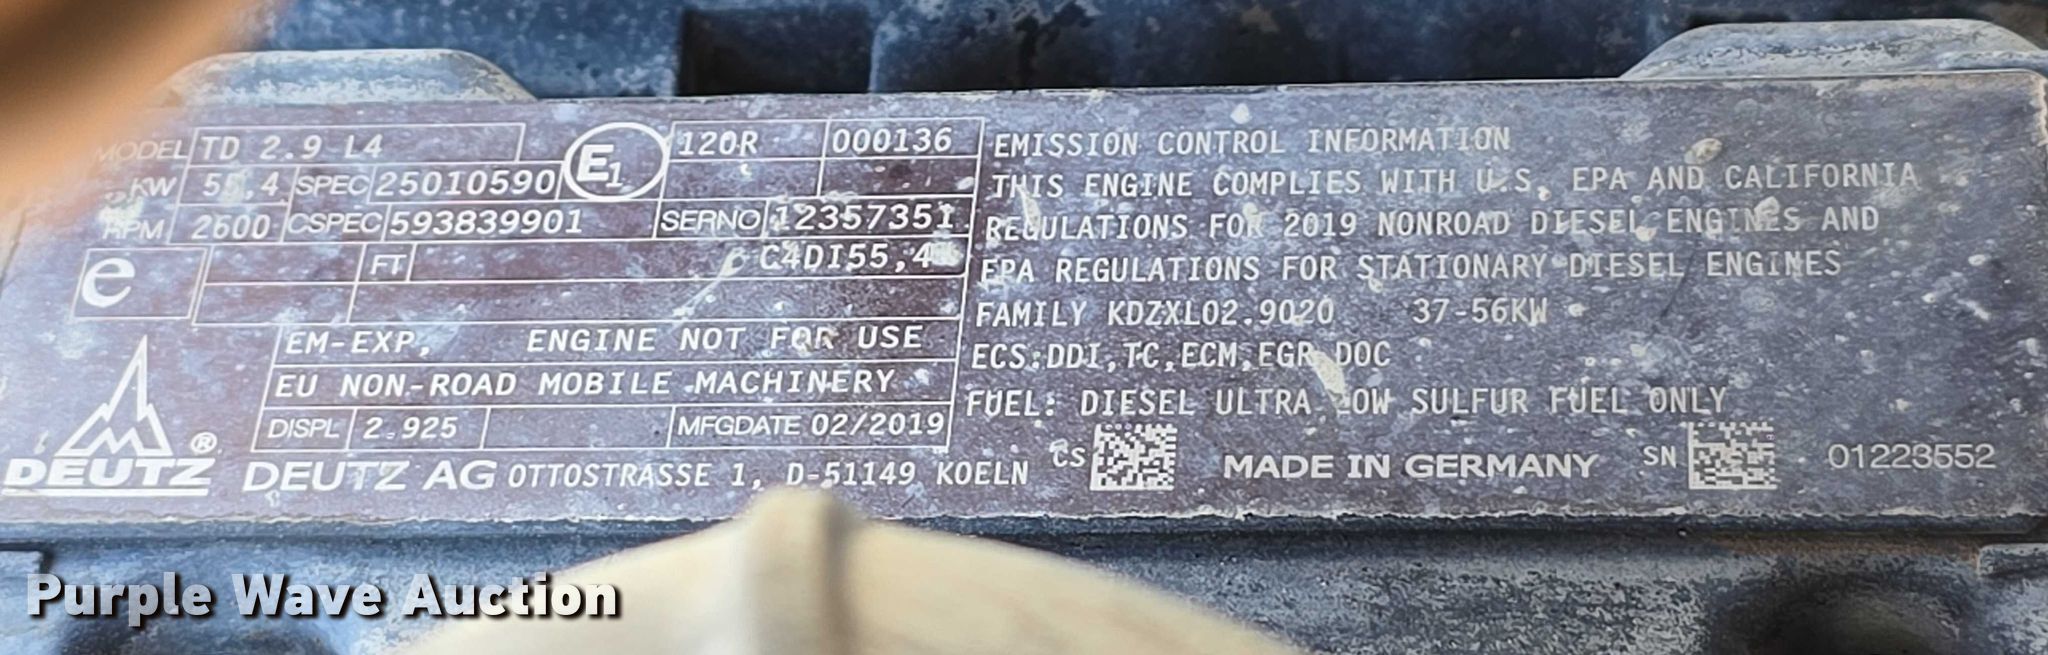 MODEL TD 2.9 L4 E1 120R 000136
KW 55,4 SPEC 25010590
RPM 2600 CSPEC 593839901 SERNO 12357351
e FT C4DI55,4
EM-EXP, ENGINE NOT FOR USE
EU NON-ROAD MOBILE MACHINERY
DISPL 2.925 MFGDATE 02/2019
DEUTZ ® DEUTZ AG OTTOSTRASSE 1, D-51149 KOELN
EMISSION CONTROL INFORMATION
THIS ENGINE COMPLIES WITH U.S. EPA AND CALIFORNIA
REGULATIONS FOR 2019 NONROAD DIESEL ENGINES AND
EPA REGULATIONS FOR STATIONARY DIESEL ENGINES
FAMILY KDZXL02.9020 37-56KW
ECS:DDI,TC,ECM,EGR,DOC
FUEL: DIESEL ULTRA LOW SULFUR FUEL ONLY
CS MADE IN GERMANY SN 01223552
Purple Wave Auction